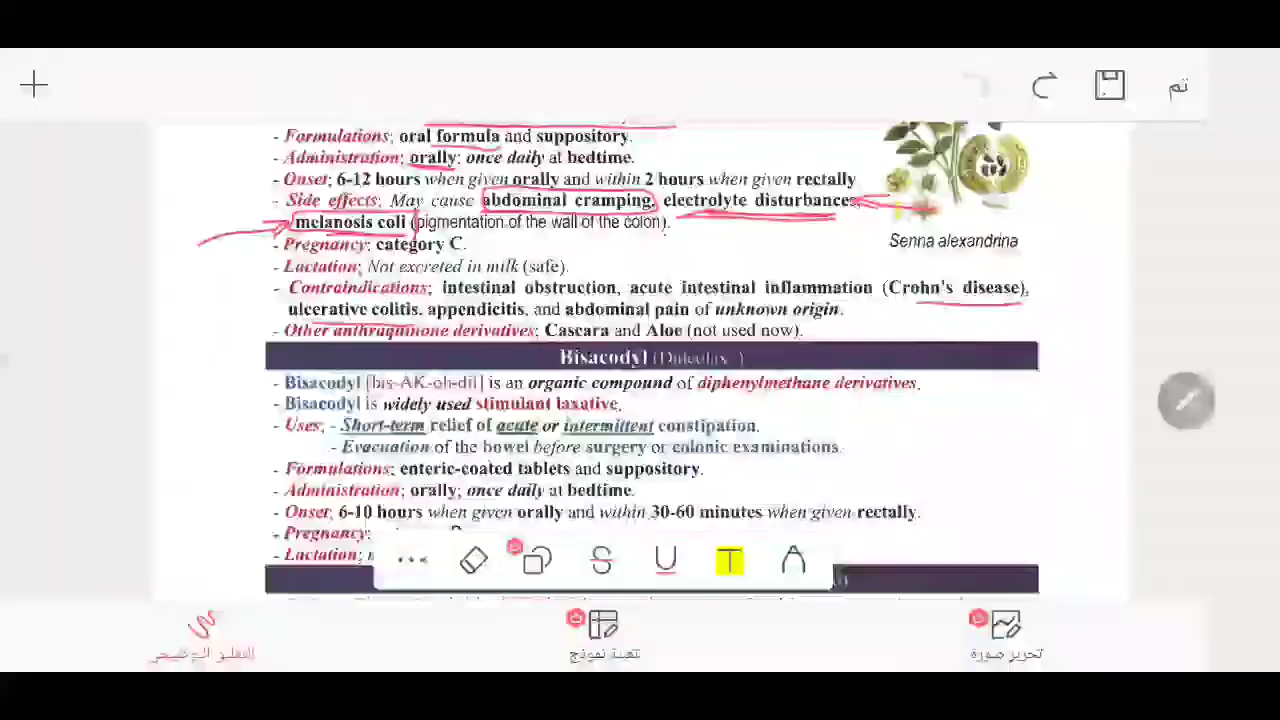 تم
- Formulations; oral formula and suppository.
- Administration; orally; once daily at bedtime.
- Onset; 6-12 hours when given orally and within 2 hours when given rectally
- Side effects; May cause abdominal cramping, electrolyte disturbances,
melanosis coli (pigmentation of the wall of the colon).
- Pregnancy; category C.
- Lactation; Not excreted in milk (safe).
- Contraindications; intestinal obstruction, acute intestinal inflammation (Crohn's disease),
ulcerative colitis, appendicitis, and abdominal pain of unknown origin.
- Other anthraquinone derivatives; Cascara and Aloe (not used now).
Senna alexandrina
Bisacodyl (Dulcolax )
- Bisacodyl [bis-AK-oh-dil] is an organic compound of diphenylmethane derivatives.
- Bisacodyl is widely used stimulant laxative.
- Uses; - Short-term relief of acute or intermittent constipation.
- Evacuation of the bowel before surgery or colonic examinations.
- Formulations; enteric-coated tablets and suppository.
- Administration; orally; once daily at bedtime.
- Onset; 6-10 hours when given orally and within 30-60 minutes when given rectally.
- Pregnancy;
- Lactation;
تحرير صورة
تعبئة نموذج